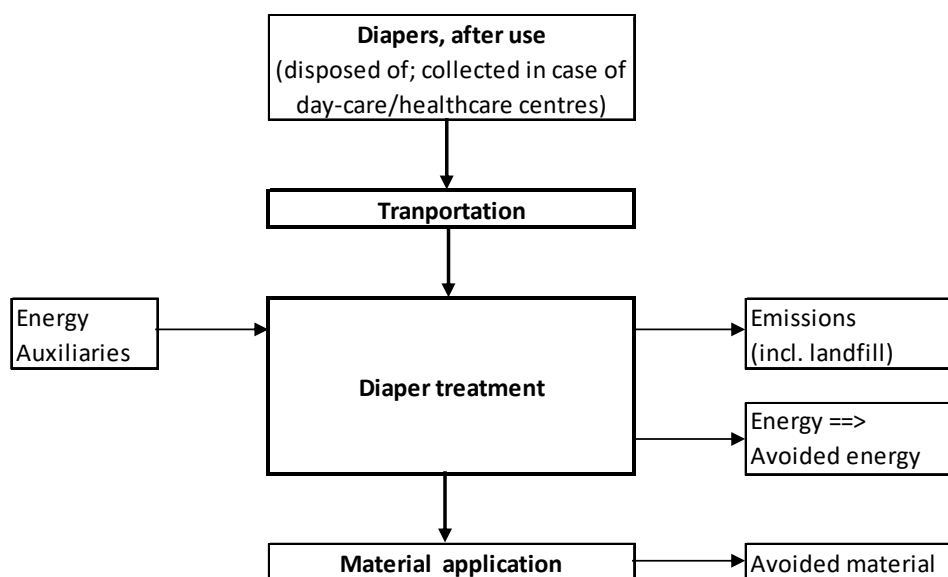 Diapers, after use
(disposed of; collected in case of
day-care/healthcare centres)
Tranportation
Energy
Auxiliaries
Diaper treatment
Emissions
(incl. landfill)
Energy ==>
Avoided energy
Material application
Avoided material